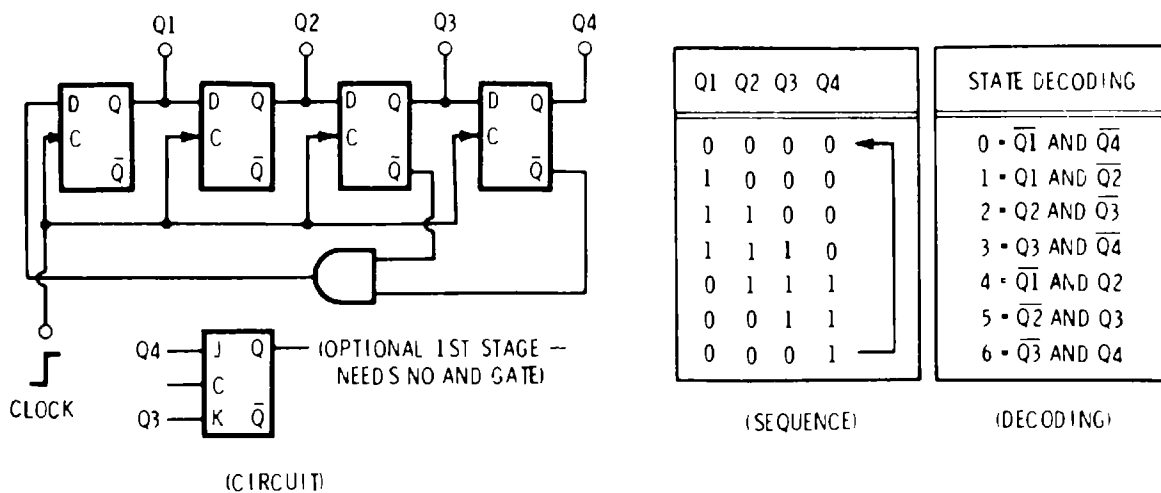 Q1 Q2 Q3 Q4
D Q D Q D Q D Q
C C C C
Q̅ Q̅ Q̅ Q̅
CLOCK
Q4 J Q (OPTIONAL 1ST STAGE –
NEEDS NO AND GATE)
C
Q3 K Q̅
(CIRCUIT)
Q1 Q2 Q3 Q4
0 0 0 0
1 0 0 0
1 1 0 0
1 1 1 0
0 1 1 1
0 0 1 1
0 0 0 1
(SEQUENCE)
STATE DECODING
0 = Q̅1̅ AND Q̅4̅
1 = Q1 AND Q̅2̅
2 = Q2 AND Q̅3̅
3 = Q3 AND Q̅4̅
4 = Q̅1̅ AND Q2
5 = Q̅2̅ AND Q3
6 = Q̅3̅ AND Q4
(DECODING)